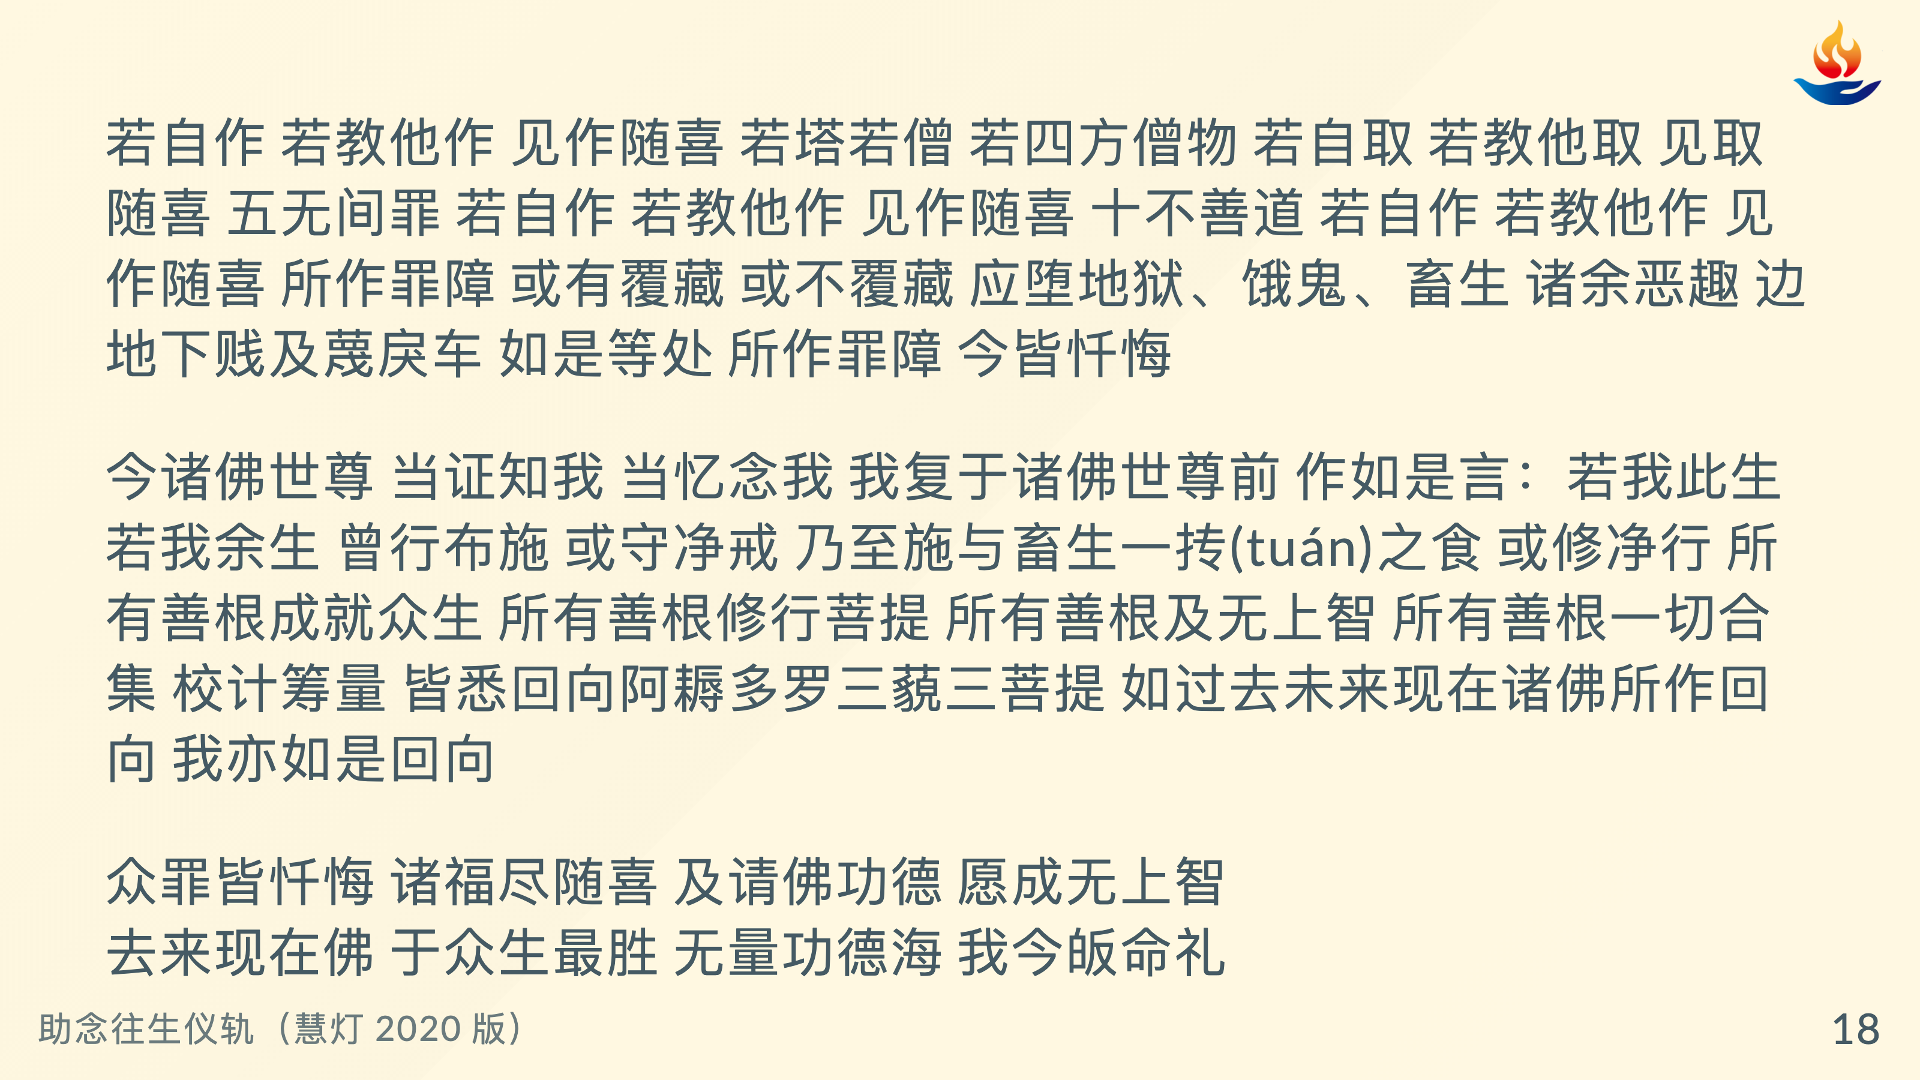 若自作 若教他作 见作随喜 若塔若僧 若四方僧物 若自取 若教他取 见取
随喜 五无间罪 若自作 若教他作 见作随喜 十不善道 若自作 若教他作 见
作随喜 所作罪障 或有覆藏 或不覆藏 应堕地狱、饿鬼、畜生 诸余恶趣 边
地下贱及蔑戾车 如是等处 所作罪障 今皆忏悔
今诸佛世尊 当证知我 当忆念我 我复于诸佛世尊前 作如是言：若我此生
若我余生 曾行布施 或守净戒 乃至施与畜生一抟(tuán)之食 或修净行 所
有善根成就众生 所有善根修行菩提 所有善根及无上智 所有善根一切合
集 校计筹量 皆悉回向阿耨多罗三藐三菩提 如过去未来现在诸佛所作回
向 我亦如是回向
众罪皆忏悔 诸福尽随喜 及请佛功德 愿成无上智
去来现在佛 于众生最胜 无量功德海 我今皈命礼
助念往生仪轨（慧灯 2020 版）
18